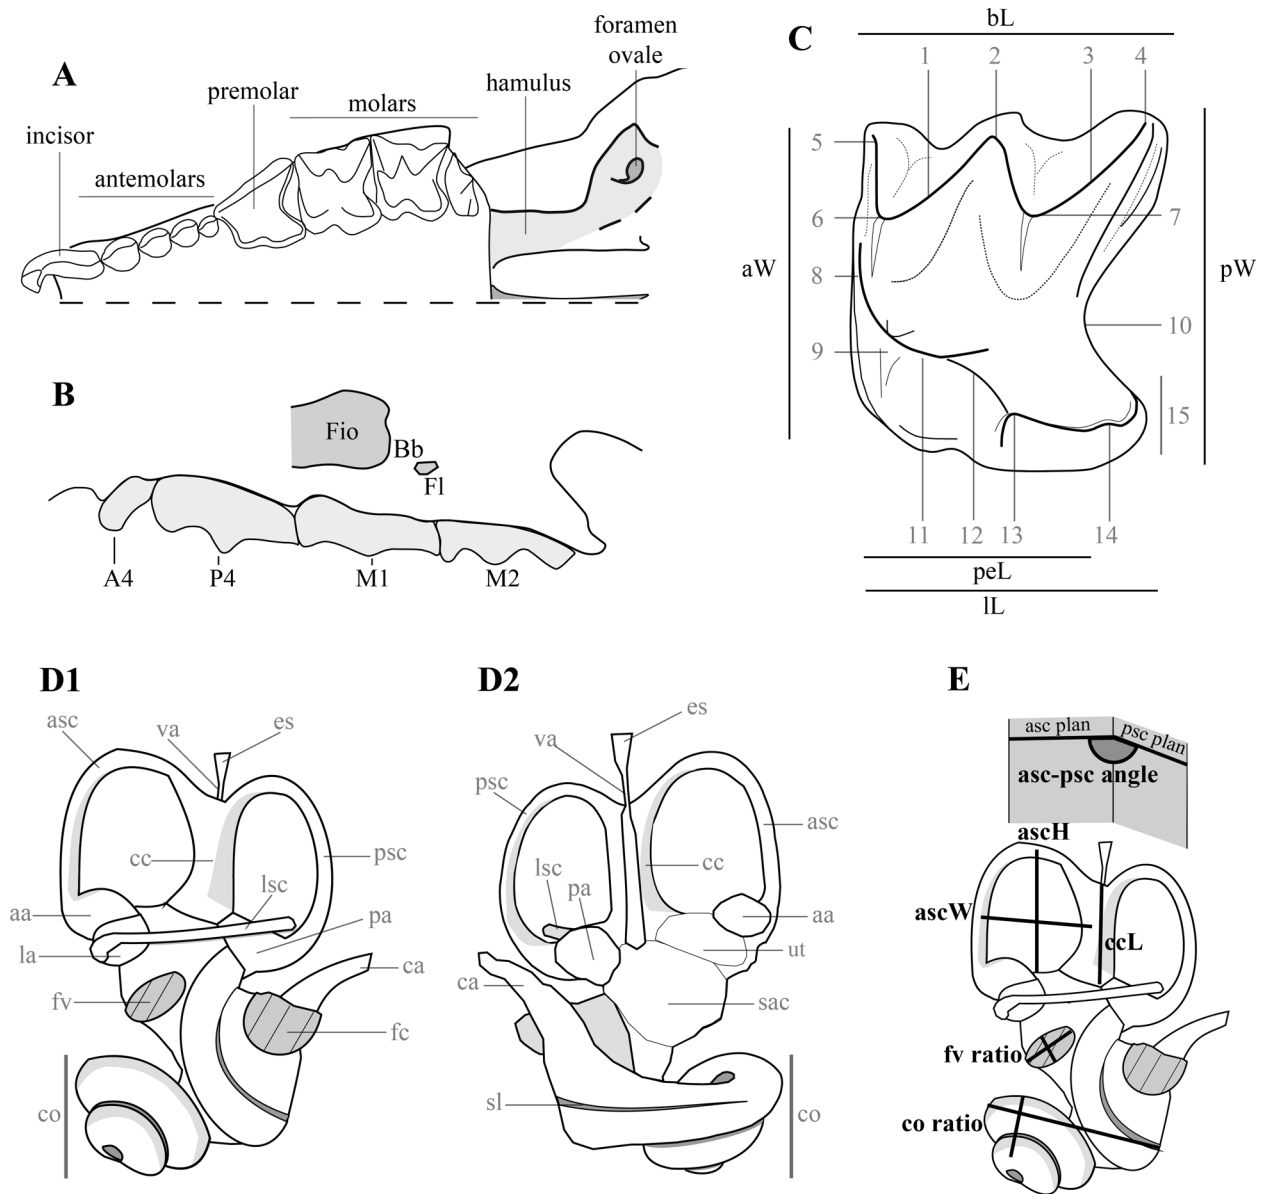 A
foramen
ovale
hamulus
premolar
molars
incisor
antemolars
B
Fio
Bb
Fl
A4
P4
M1
M2
C
bL
1
2
3
4
5
6
7
aW
8
pW
9
10
15
11
12
13
14
peL
lL
D1
asc
va
es
cc
psc
lsc
aa
pa
la
ca
fv
fc
co
D2
es
va
psc
asc
lsc
cc
pa
aa
ut
ca
sac
sl
co
E
asc plan
psc plan
asc-psc angle
ascH
ascW
ccL
fv ratio
co ratio